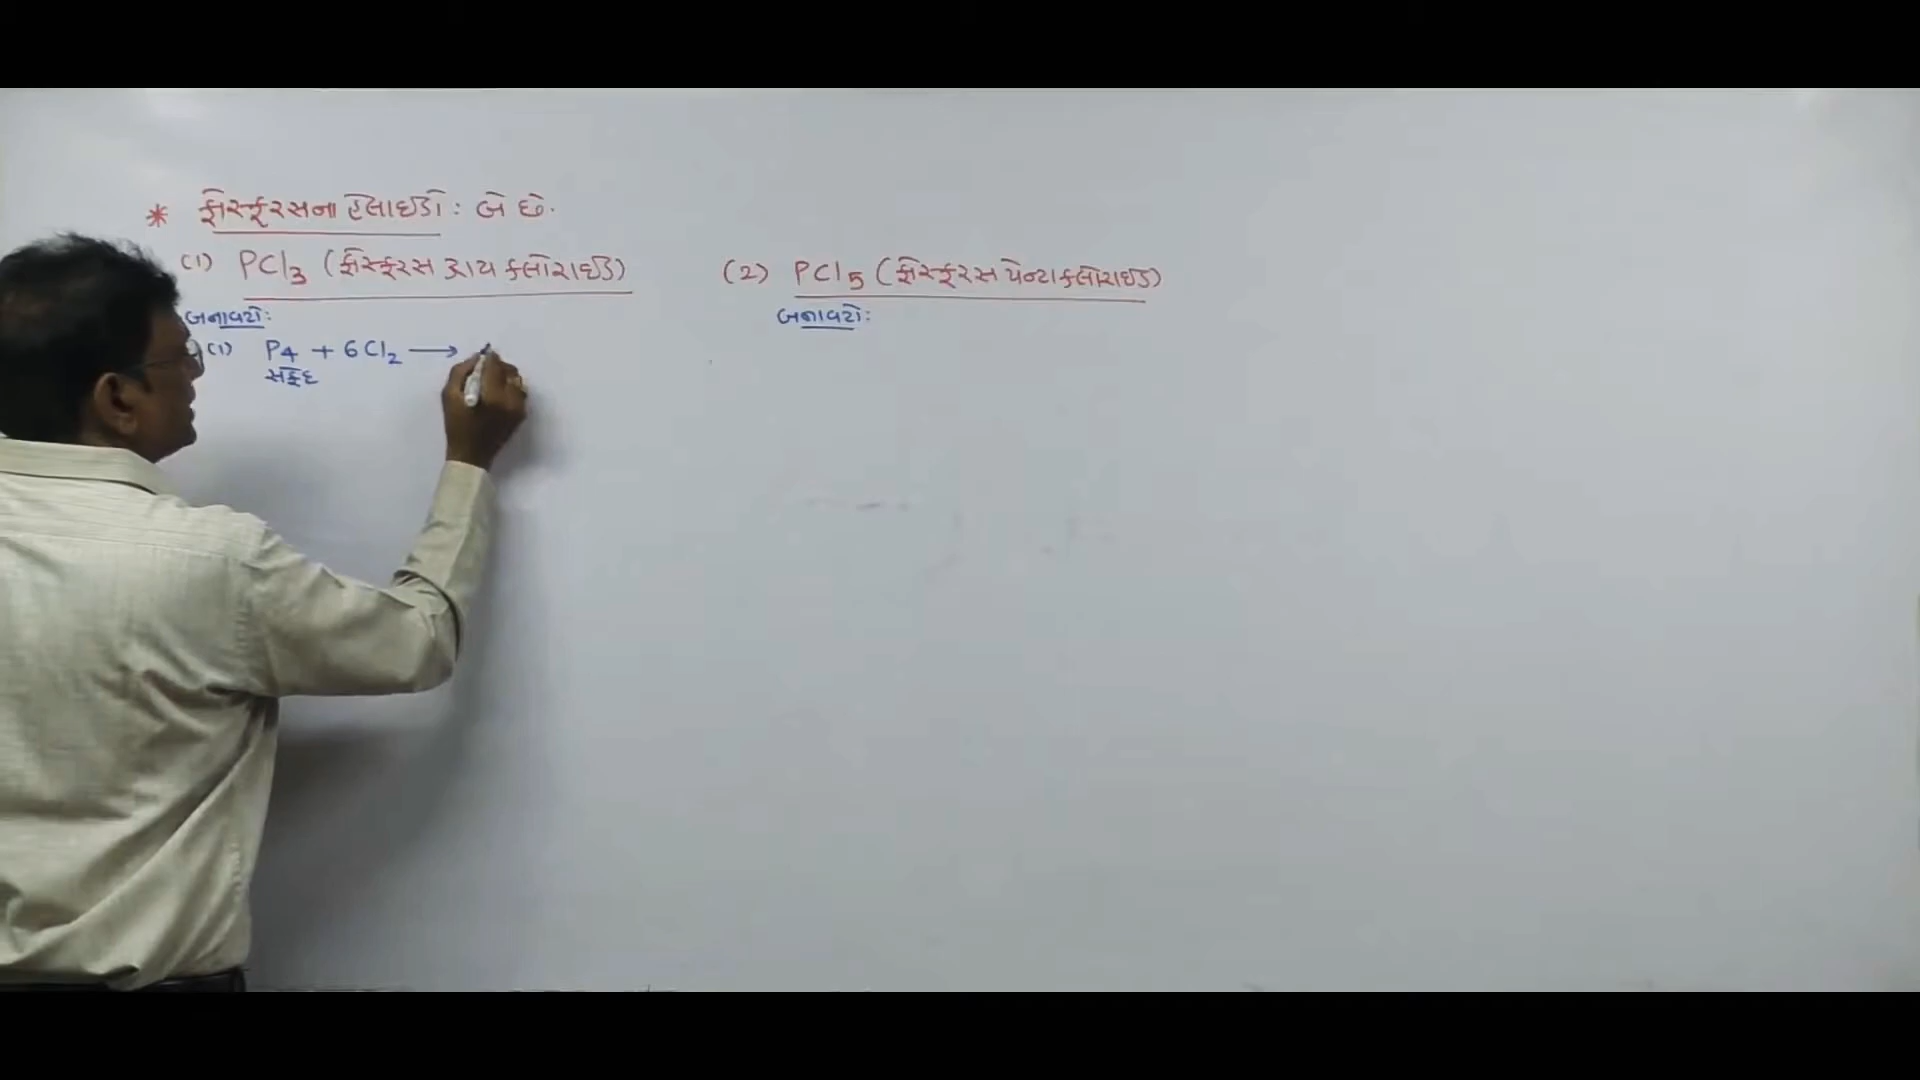 * ફોસ્ફરસના હેલાઈડો : બે છે.
(1) PCl₃ (ફોસ્ફરસ ટ્રાય ક્લોરાઈડ)
બનાવટો:
(1) P₄ + 6Cl₂ ⟶
સફેદ
(2) PCl₅ (ફોસ્ફરસ પેન્ટાક્લોરાઈડ)
બનાવટો: